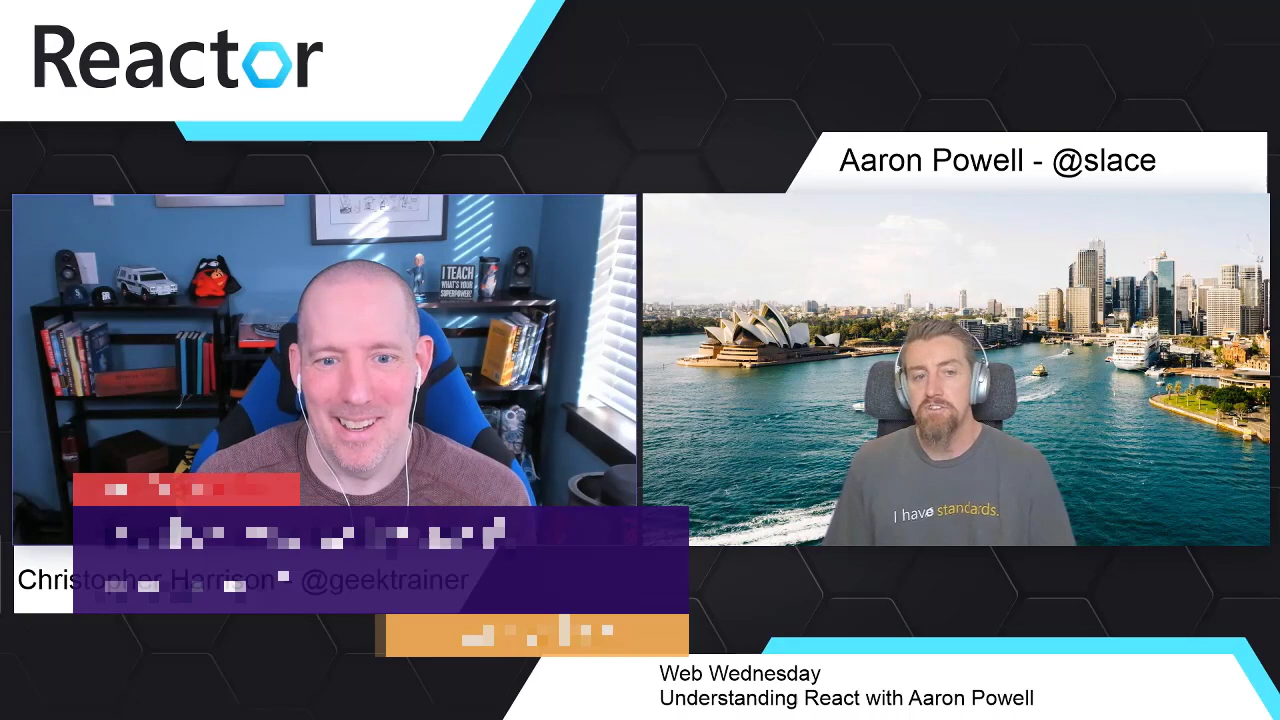 Reactor
Aaron Powell - @slace
I TEACH
WHAT'S YOUR
SUPERPOWER?
I have standards.
Christopher Harrison - @geektrainer
Web Wednesday
Understanding React with Aaron Powell